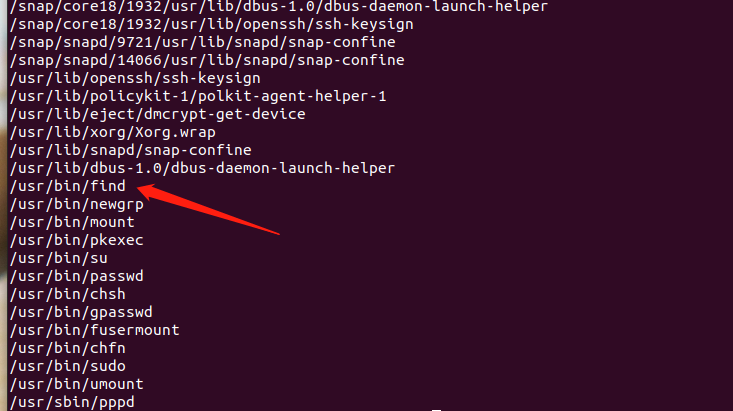 /snap/core18/1932/usr/lib/dbus-1.0/dbus-daemon-launch-helper
/snap/core18/1932/usr/lib/openssh/ssh-keysign
/snap/snapd/9721/usr/lib/snapd/snap-confine
/snap/snapd/14066/usr/lib/snapd/snap-confine
/usr/lib/openssh/ssh-keysign
/usr/lib/policykit-1/polkit-agent-helper-1
/usr/lib/eject/dmcrypt-get-device
/usr/lib/xorg/Xorg.wrap
/usr/lib/snapd/snap-confine
/usr/lib/dbus-1.0/dbus-daemon-launch-helper
/usr/bin/find
/usr/bin/newgrp
/usr/bin/mount
/usr/bin/pkexec
/usr/bin/su
/usr/bin/passwd
/usr/bin/chsh
/usr/bin/gpasswd
/usr/bin/fusermount
/usr/bin/chfn
/usr/bin/sudo
/usr/bin/umount
/usr/sbin/pppd